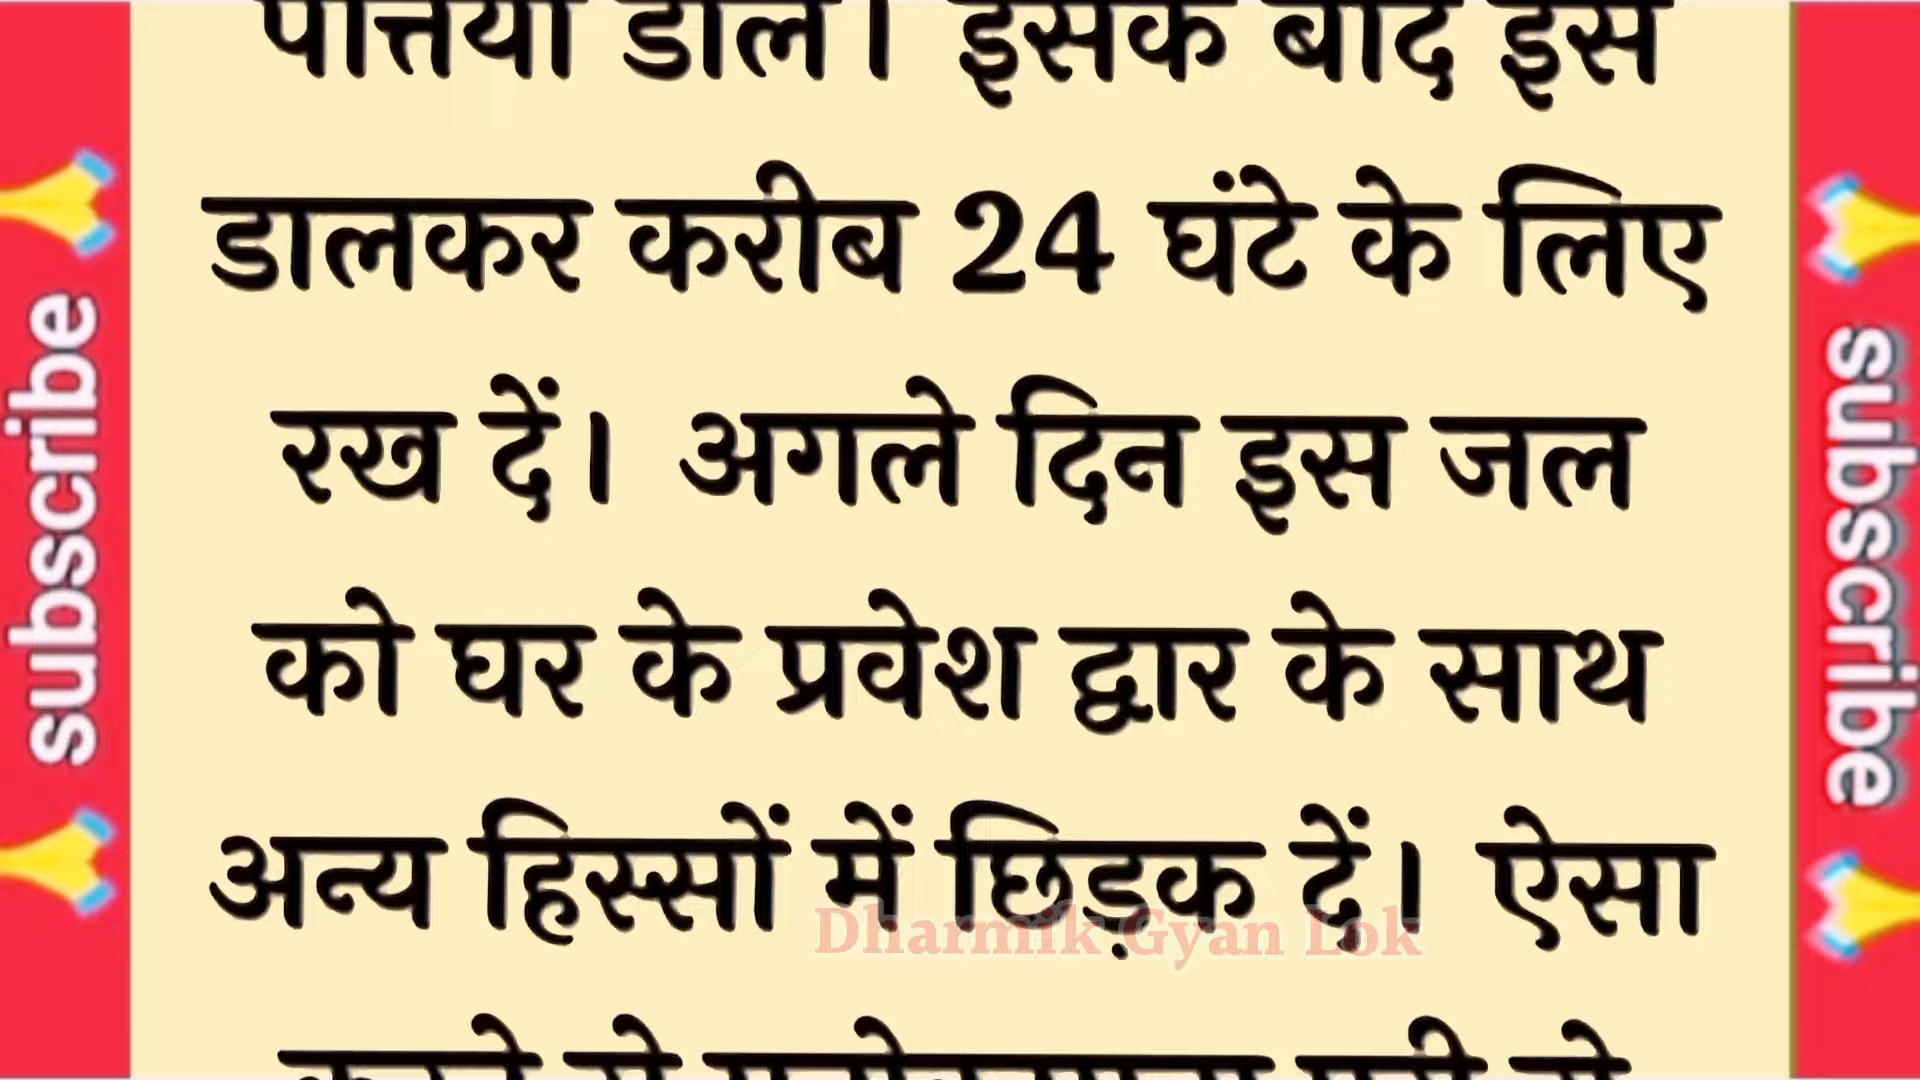 डालें। इसके बाद इस
डालकर करीब 24 घंटे के लिए
रख दें। अगले दिन इस जल
को घर के प्रवेश द्वार के साथ
अन्य हिस्सों में छिड़क दें। ऐसा
Dharmik Gyan Lok
subscribe
subscribe